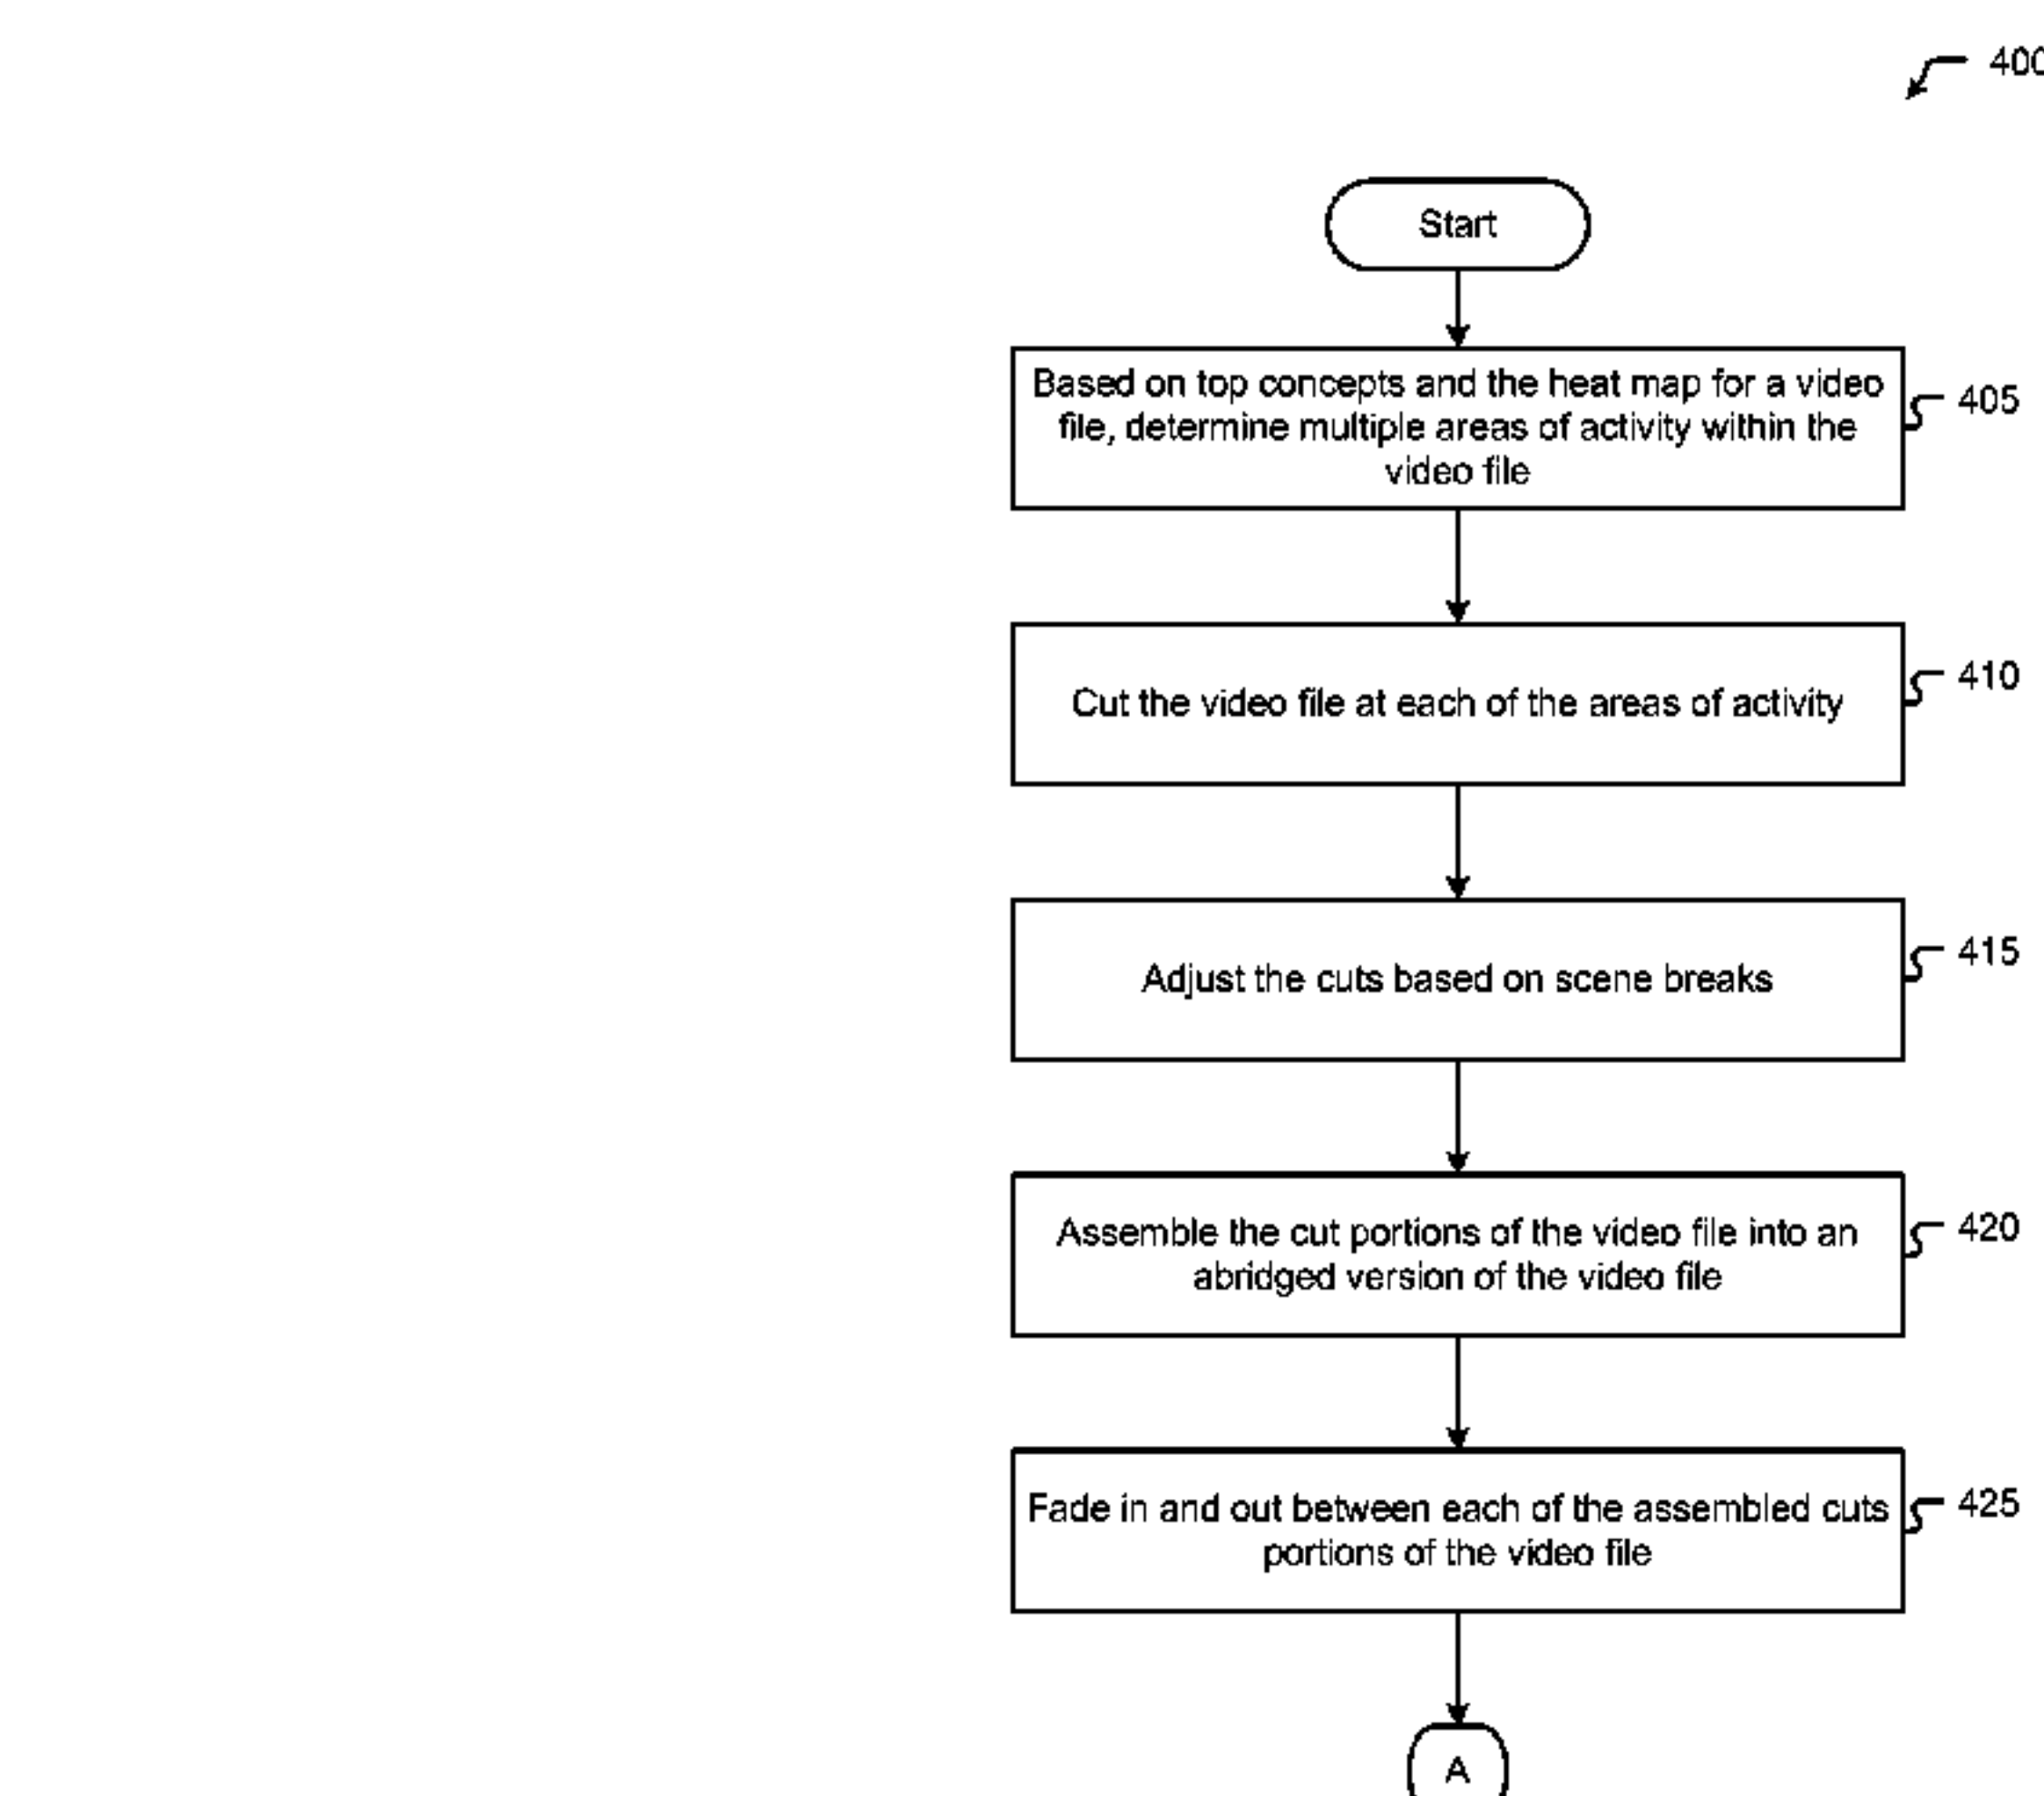 400
Start
Based on top concepts and the heat map for a video
file, determine multiple areas of activity within the
video file
405
Cut the video file at each of the areas of activity
410
Adjust the cuts based on scene breaks
415
Assemble the cut portions of the video file into an
abridged version of the video file
420
Fade in and out between each of the assembled cuts
portions of the video file
425
A